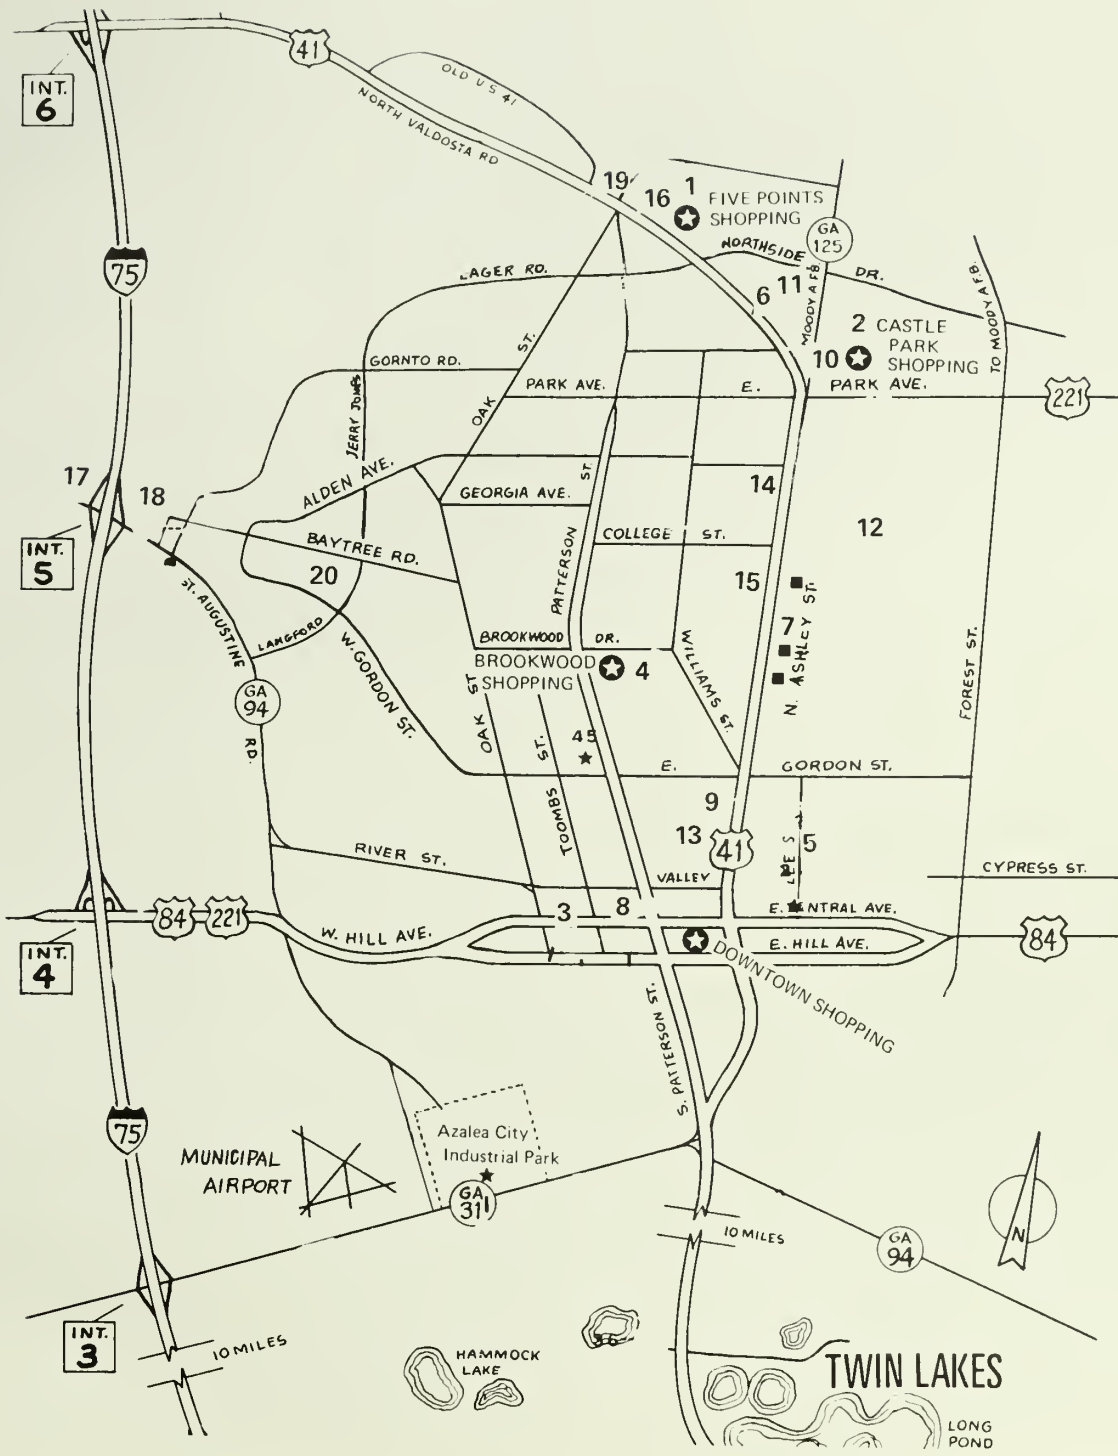 41
OLD U S 41
INT.
6
NORTH VALDOSTA RD
19
16
1
FIVE POINTS
SHOPPING
GA
125
NORTHSIDE
DR.
75
LAGER RD.
6
11
MOODY AFB.
TO MOODY AFB.
2
CASTLE
PARK
SHOPPING
10
GORNTO RD.
ST.
OAK
PARK AVE.
E.
PARK AVE.
221
JERRY JONES
17
18
ALDEN AVE.
GEORGIA AVE.
ST.
14
12
INT.
5
BAYTREE RD.
COLLEGE ST.
PATTERSON
20
15
ST. AUGUSTINE
LANGFORD
BROOKWOOD DR.
7
N. ASHLEY ST.
WILLIAMS ST.
FOREST ST.
BROOKWOOD
SHOPPING
4
GA
94
RD.
W. GORDON ST.
OAK ST
ST.
TOOMBS
45
E.
GORDON ST.
9
13
41
LEE S
5
RIVER ST.
VALLEY
CYPRESS ST.
84
221
3
8
E. NTRAL AVE.
W. HILL AVE.
E. HILL AVE.
84
INT.
4
DOWNTOWN SHOPPING
S. PATTERSON ST.
75
Azalea City
Industrial Park
MUNICIPAL
AIRPORT
GA
31
N
10 MILES
GA
94
INT.
3
10 MILES
36
HAMMOCK
LAKE
TWIN LAKES
LONG
POND